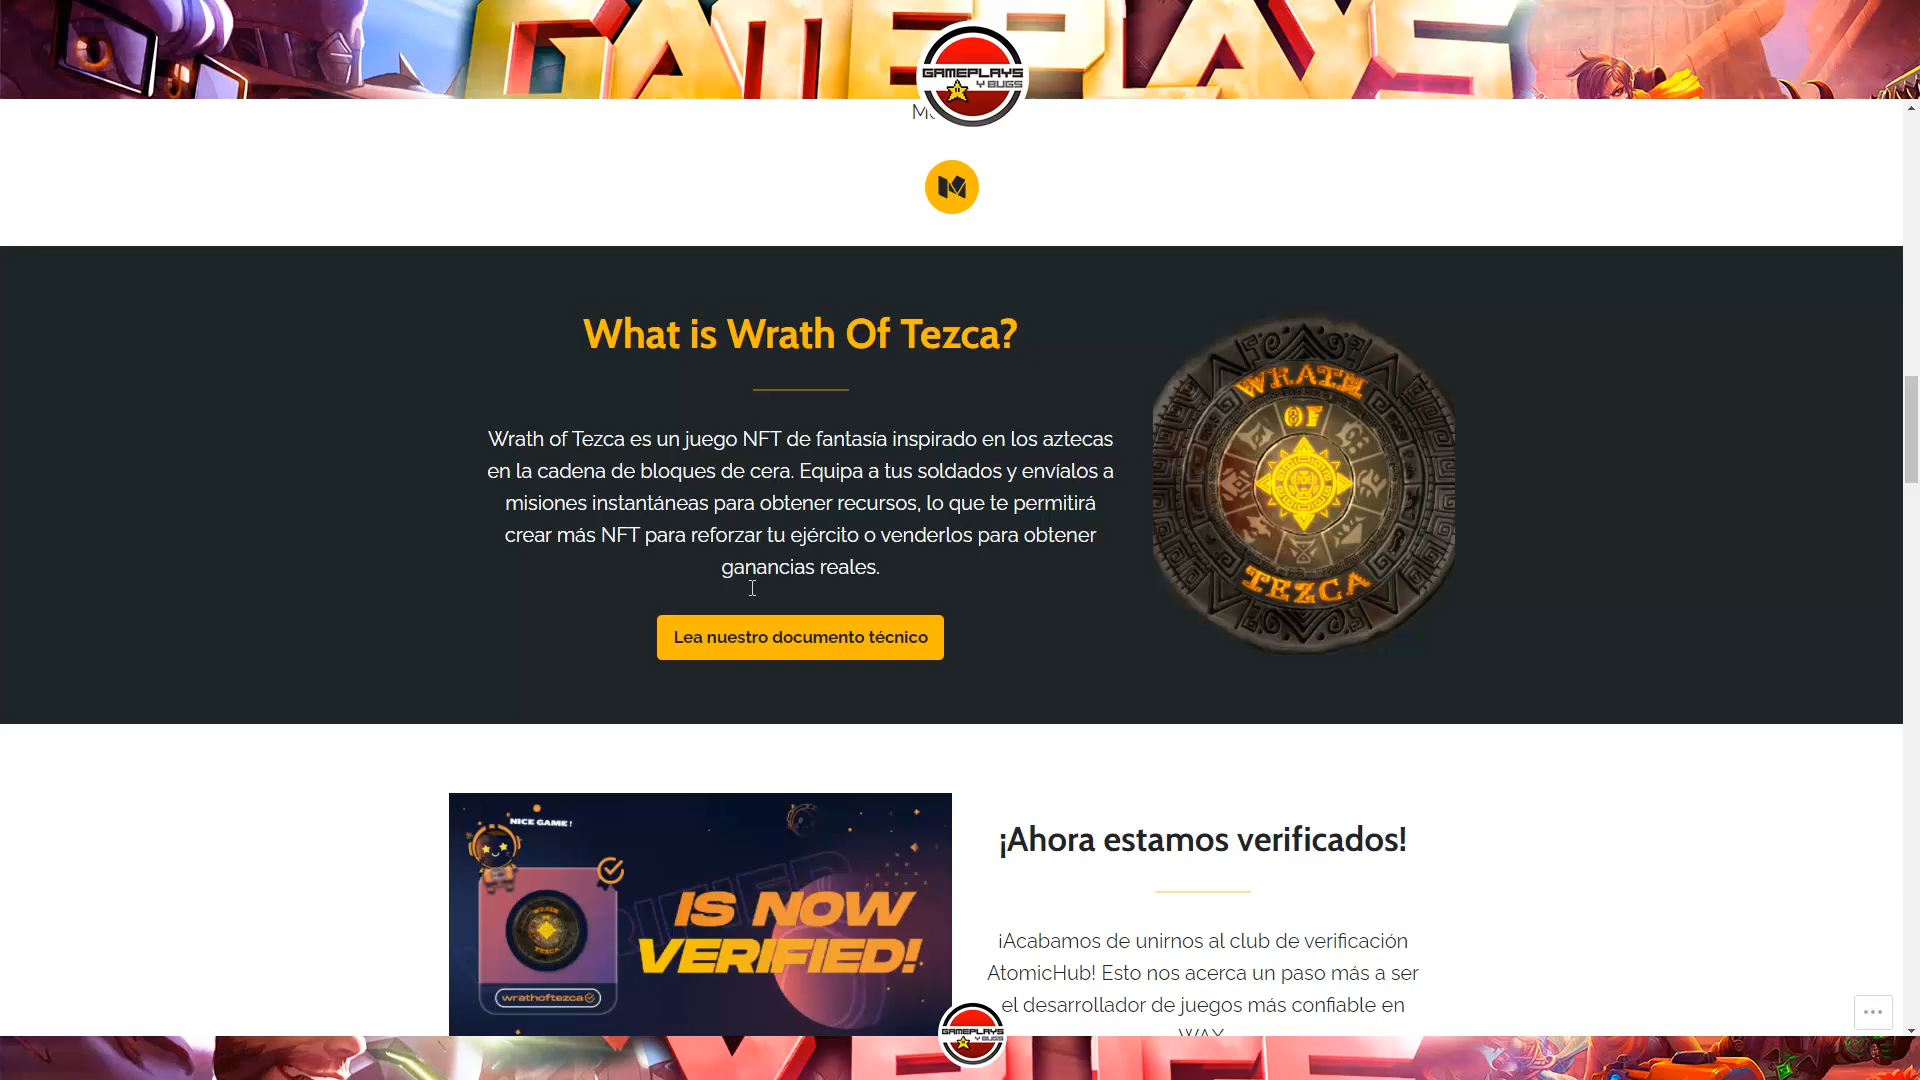 GAMEPLAYS
GAMEPLAYS
Y BUGS
What is Wrath Of Tezca?
Wrath of Tezca es un juego NFT de fantasía inspirado en los aztecas
en la cadena de bloques de cera. Equipa a tus soldados y envíalos a
misiones instantáneas para obtener recursos, lo que te permitirá
crear más NFT para reforzar tu ejército o venderlos para obtener
ganancias reales.
Lea nuestro documento técnico
WRATH
OF
TEZCA
NICE GAME!
WRATH
OF
TEZCA
wrathoftezca
IS NOW
VERIFIED!
¡Ahora estamos verificados!
¡Acabamos de unirnos al club de verificación
AtomicHub! Esto nos acerca un paso más a ser
el desarrollador de juegos más confiable en
WAX
GAMEPLAYS
Y BUGS